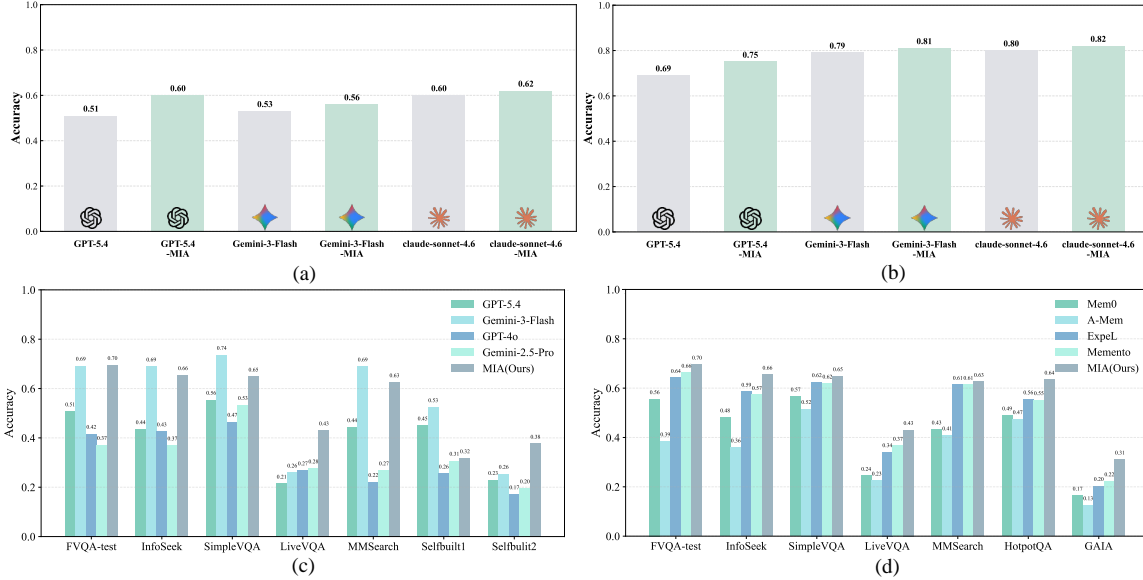 1.0
0.8
0.6
0.4
0.2
0.0
Accuracy
0.51
0.60
0.53
0.56
0.60
0.62
GPT-5.4
GPT-5.4
-MIA
Gemini-3-Flash
Gemini-3-Flash
-MIA
claude-sonnet-4.6
claude-sonnet-4.6
-MIA
(a)
1.0
0.8
0.6
0.4
0.2
0.0
Accuracy
0.69
0.75
0.79
0.81
0.80
0.82
GPT-5.4
GPT-5.4
-MIA
Gemini-3-Flash
Gemini-3-Flash
-MIA
claude-sonnet-4.6
claude-sonnet-4.6
-MIA
(b)
1.0
0.8
0.6
0.4
0.2
0.0
Accuracy
GPT-5.4
Gemini-3-Flash
GPT-4o
Gemini-2.5-Pro
MIA(Ours)
0.51 0.69 0.42 0.37 0.70
0.44 0.69 0.43 0.37 0.66
0.56 0.74 0.47 0.53 0.65
0.21 0.26 0.27 0.28 0.43
0.44 0.69 0.22 0.27 0.63
0.45 0.53 0.26 0.31 0.32
0.23 0.26 0.17 0.20 0.38
FVQA-test
InfoSeek
SimpleVQA
LiveVQA
MMSearch
Selfbuilt1
Selfbulit2
(c)
1.0
0.8
0.6
0.4
0.2
0.0
Accuracy
Mem0
A-Mem
ExpeL
Memento
MIA(Ours)
0.56 0.39 0.64 0.66 0.70
0.48 0.36 0.59 0.57 0.66
0.57 0.52 0.62 0.62 0.65
0.24 0.23 0.34 0.37 0.43
0.43 0.41 0.61 0.61 0.63
0.49 0.47 0.56 0.55 0.64
0.17 0.13 0.20 0.22 0.31
FVQA-test
InfoSeek
SimpleVQA
LiveVQA
MMSearch
HotpotQA
GAIA
(d)